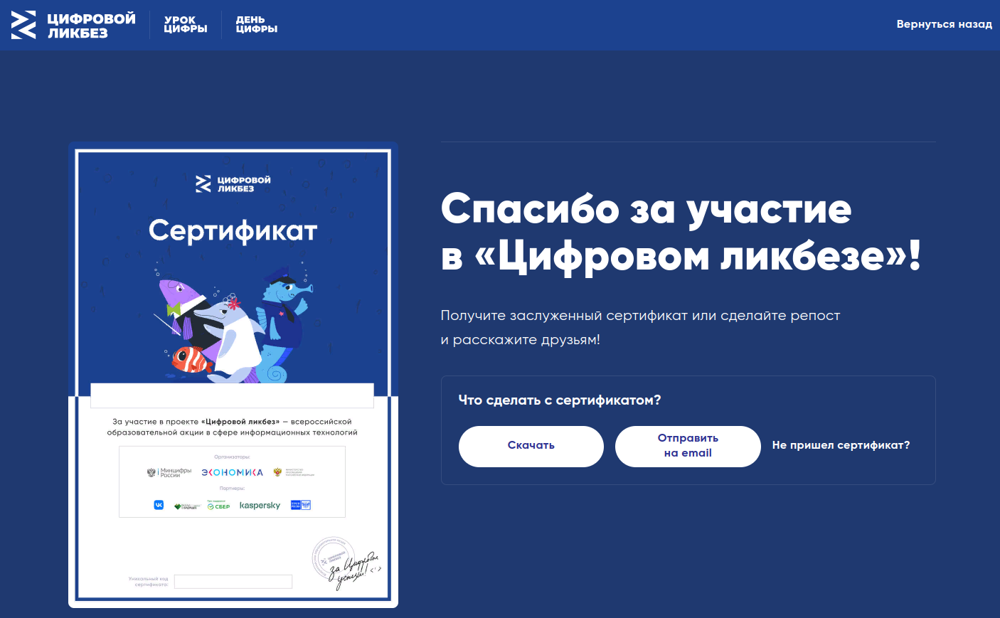 ЦИФРОВОЙ
ЛИКБЕЗ
УРОК
ЦИФРЫ
ДЕНЬ
ЦИФРЫ
Вернуться назад
ЦИФРОВОЙ
ЛИКБЕЗ
Сертификат
За участие в проекте «Цифровой ликбез» — всероссийской
образовательной акции в сфере информационных технологий
Организаторы:
Минцифры
России
ЭКОНОМИКА
Партнеры:
СБЕР
kaspersky
ЦИФРОВОЙ
ЛИКБЕЗ
за Цифровые
успехи!
Уникальный код
сертификата:
Спасибо за участие
в «Цифровом ликбезе»!
Получите заслуженный сертификат или сделайте репост
и расскажите друзьям!
Что сделать с сертификатом?
Скачать
Отправить
на email
Не пришел сертификат?